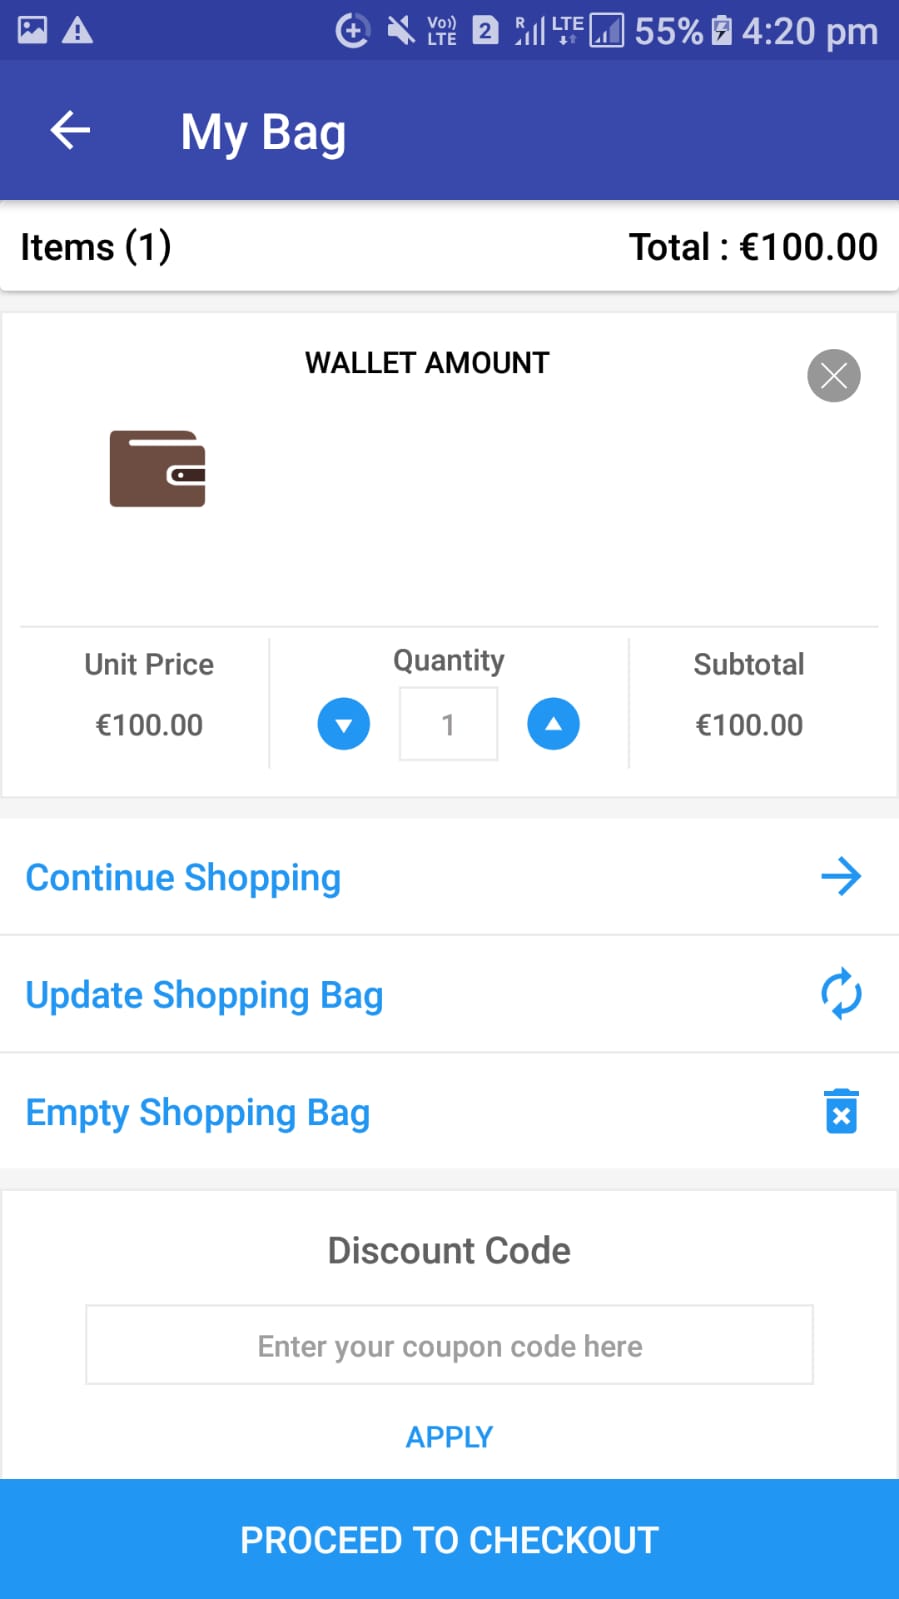 Vo)) LTE 2 R LTE 55% 4:20 pm
My Bag
Items (1) Total : €100.00
WALLET AMOUNT
Unit Price Quantity Subtotal
€100.00 1 €100.00
Continue Shopping
Update Shopping Bag
Empty Shopping Bag
Discount Code
Enter your coupon code here
APPLY
PROCEED TO CHECKOUT